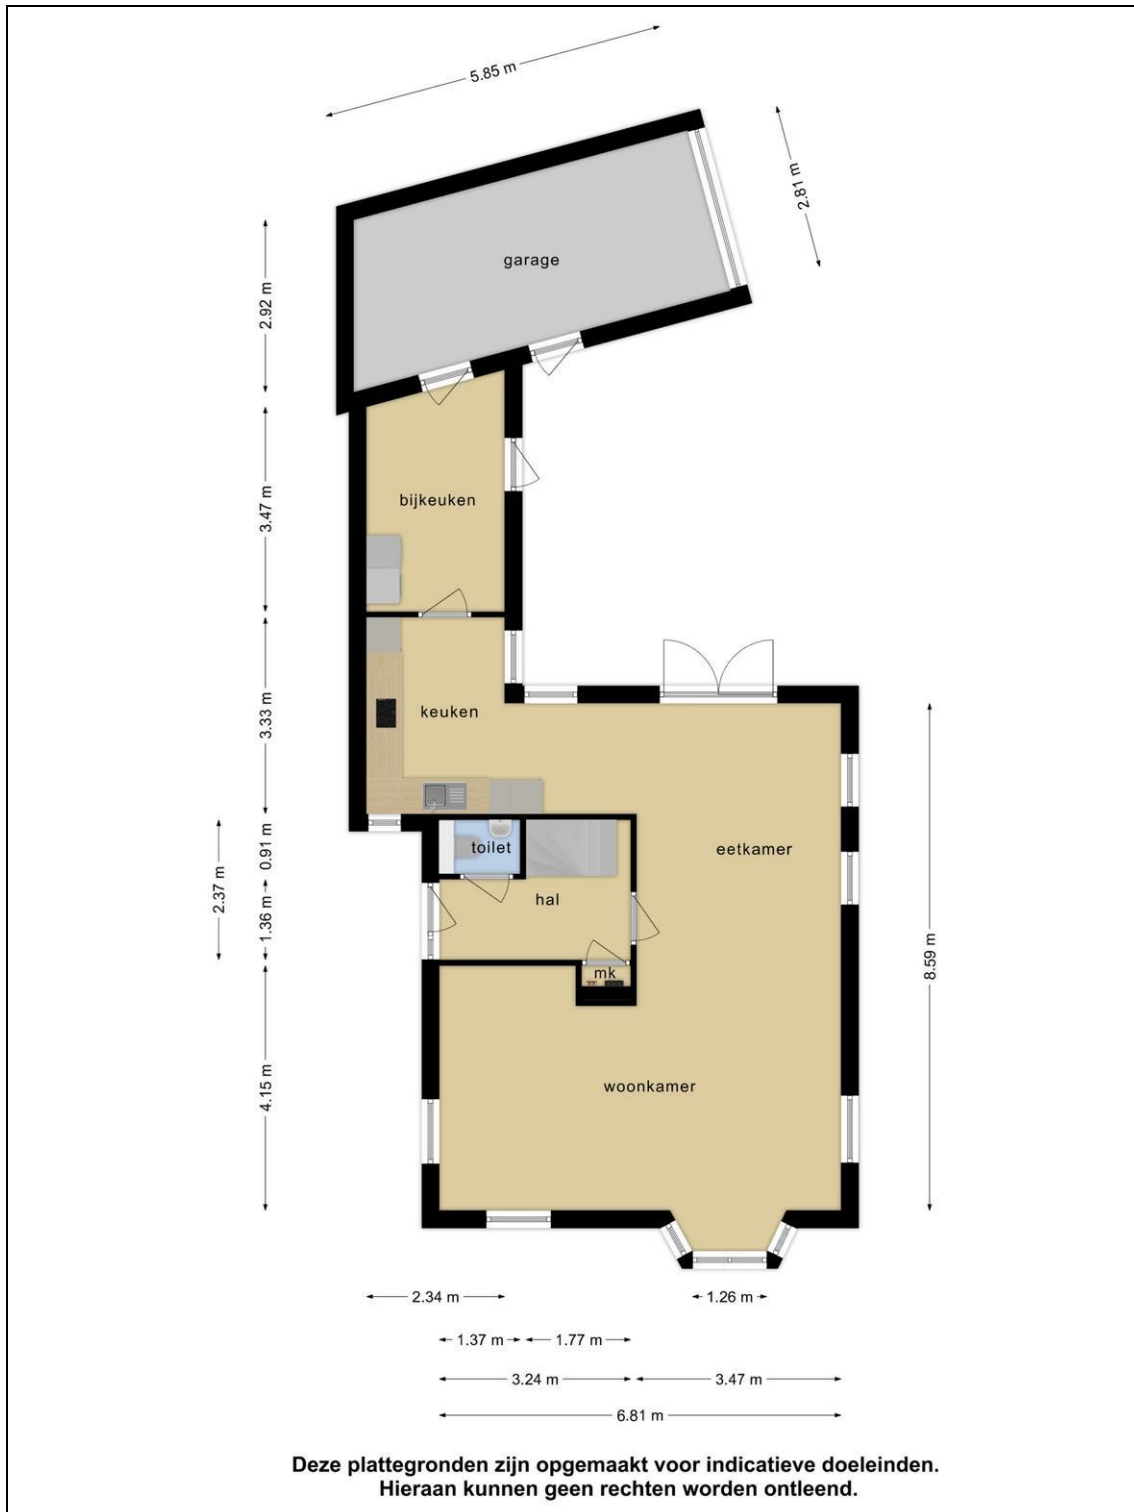 5.85 m
2.81 m
garage
2.92 m
bijkeuken
3.47 m
keuken
3.33 m
toilet
eetkamer
0.91 m
2.37 m
hal
1.36 m
8.59 m
mk
woonkamer
4.15 m
2.34 m
1.26 m
1.37 m
1.77 m
3.24 m
3.47 m
6.81 m
Deze plattegronden zijn opgemaakt voor indicatieve doeleinden.
Hieraan kunnen geen rechten worden ontleend.